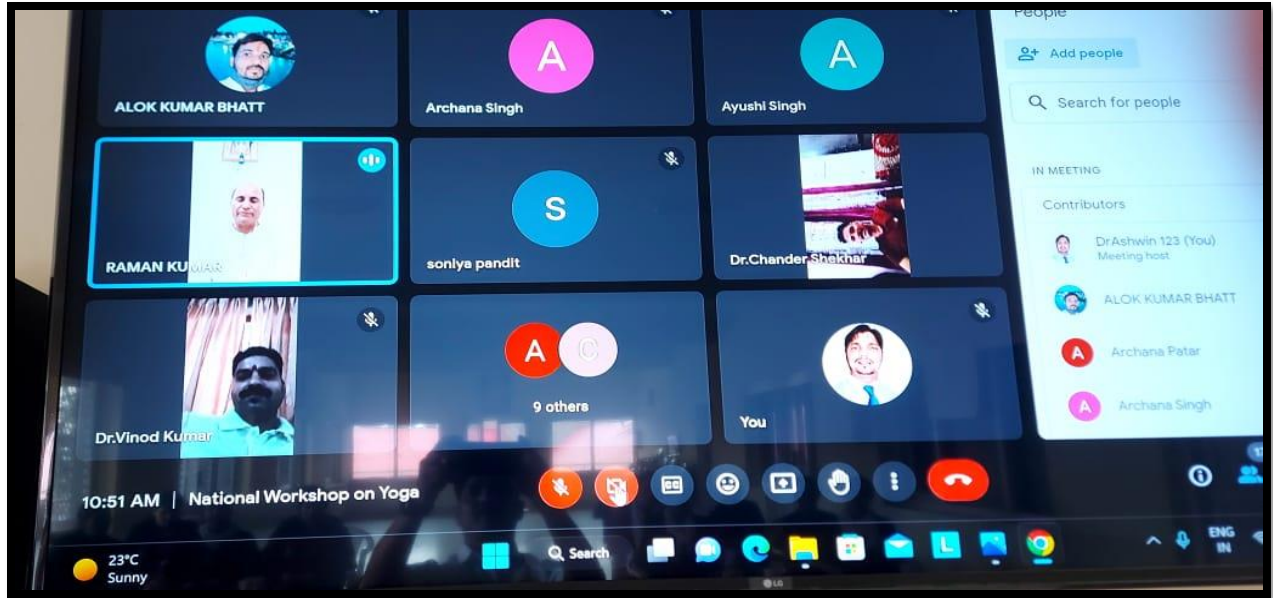 People
Add people
ALOK KUMAR BHATT
Archana Singh
Ayushi Singh
Search for people
A
A
IN MEETING
Contributors
RAMAN KUMAR
soniya pandit
Dr.Chander Shekhar
S
DrAshwin 123 (You)
Meeting host
ALOK KUMAR BHATT
A
Archana Patar
A
Archana Singh
Dr.Vinod Kumar
A C
9 others
You
10:51 AM | National Workshop on Yoga
CC
23°C
Sunny
Search
L
ENG
IN
LG